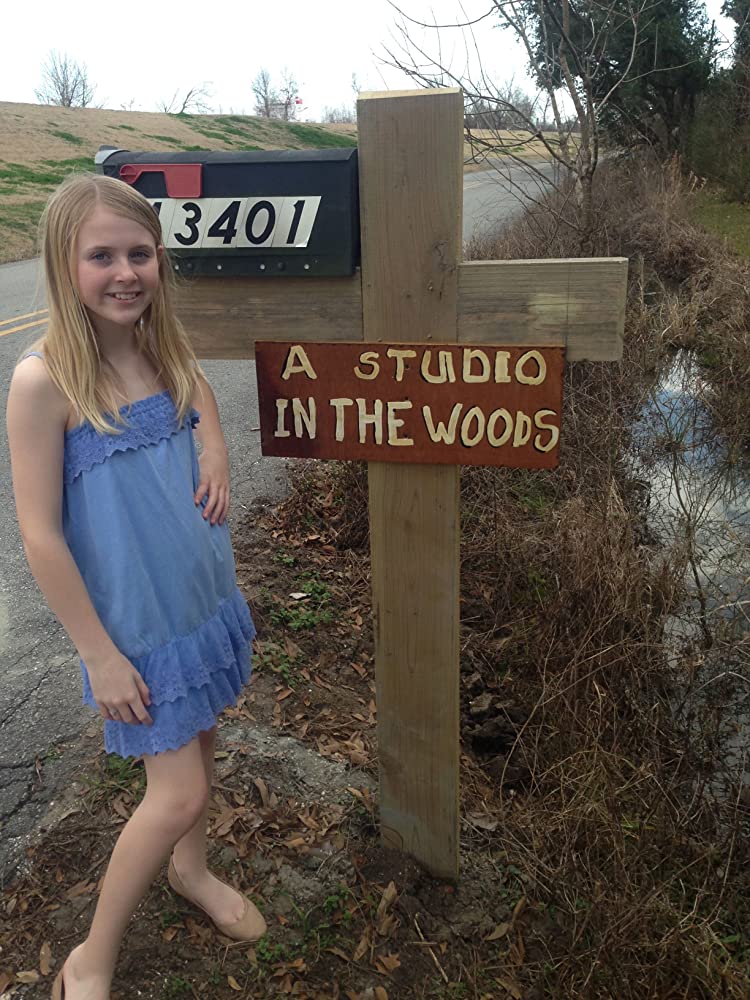 13401
A STUDIO
IN THE WOODS